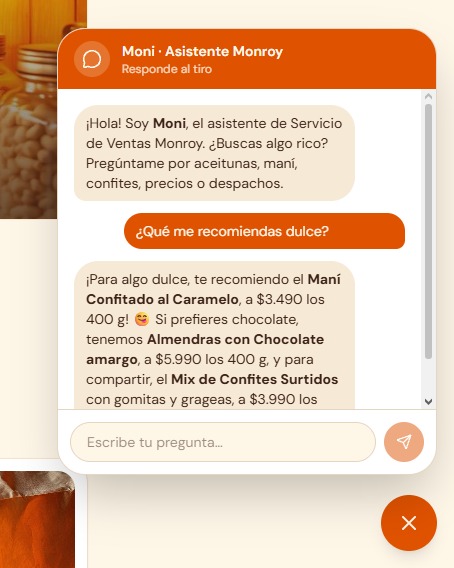 Moni · Asistente Monroy
Responde al tiro
¡Hola! Soy Moni, el asistente de Servicio
de Ventas Monroy. ¿Buscas algo rico?
Pregúntame por aceitunas, maní,
confites, precios o despachos.
¿Qué me recomiendas dulce?
¡Para algo dulce, te recomiendo el Maní
Confitado al Caramelo, a $3.490 los
400 g! 😋 Si prefieres chocolate,
tenemos Almendras con Chocolate
amargo, a $5.990 los 400 g, y para
compartir, el Mix de Confites Surtidos
con gomitas y grageas, a $3.990 los
Escribe tu pregunta...